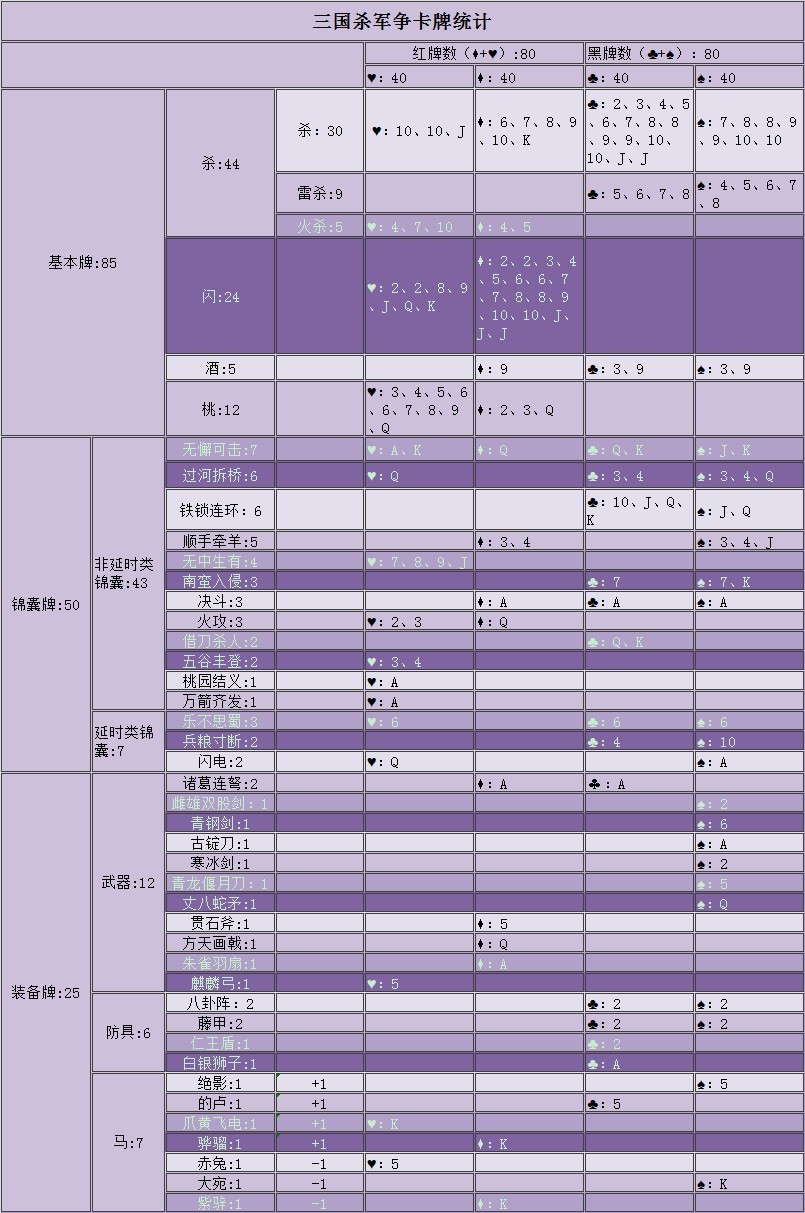 三国杀军争卡牌统计
红牌数（♦+♥）:80 黑牌数（♣+♠）: 80
♥: 40 ♦: 40 ♣: 40 ♠: 40
基本牌:85
杀:44
杀: 30
♥: 10、10、J
♦: 6、7、8、9
、10、K
♣: 2、3、4、5
、6、7、8、8
、9、9、10、
10、J、J
♠: 7、8、8、9
、9、10、10
雷杀:9
♣: 5、6、7、8
♠: 4、5、6、7
、8
火杀:5 ♥: 4、7、10 ♦: 4、5
闪:24
♥: 2、2、8、9
、J、Q、K
♦: 2、2、3、4
、5、6、6、7
、7、8、8、9
、10、10、J、
J、J
酒:5 ♦: 9 ♣: 3、9 ♠: 3、9
桃:12
♥: 3、4、5、6
、6、7、8、9
、Q
♦: 2、3、Q
锦囊牌:50
非延时类
锦囊:43
无懈可击:7 ♥: A、K ♦: Q ♣: Q、K ♠: J、K
过河拆桥:6 ♥: Q ♣: 3、4 ♠: 3、4、Q
铁锁连环: 6
♣: 10、J、Q、
K
♠: J、Q
顺手牵羊:5 ♦: 3、4 ♠: 3、4、J
无中生有:4 ♥: 7、8、9、J
南蛮入侵:3 ♣: 7 ♠: 7、K
决斗:3 ♦: A ♣: A ♠: A
火攻:3 ♥: 2、3 ♦: Q
借刀杀人:2 ♣: Q、K
五谷丰登:2 ♥: 3、4
桃园结义:1 ♥: A
万箭齐发:1 ♥: A
延时类锦
囊:7
乐不思蜀:3 ♥: 6 ♣: 6 ♠: 6
兵粮寸断:2 ♣: 4 ♠: 10
闪电:2 ♥: Q ♠: A
装备牌:25
武器:12
诸葛连弩:2 ♦: A ♣: A
雌雄双股剑: 1 ♠: 2
青钢剑:1 ♠: 6
古锭刀:1 ♠: A
寒冰剑:1 ♠: 2
青龙偃月刀: 1 ♠: 5
丈八蛇矛:1 ♠: Q
贯石斧:1 ♦: 5
方天画戟:1 ♦: Q
朱雀羽扇:1 ♦: A
麒麟弓:1 ♥: 5
防具:6
八卦阵: 2 ♣: 2 ♠: 2
藤甲:2 ♣: 2 ♠: 2
仁王盾:1 ♣: 2
白银狮子:1 ♣: A
马:7
绝影:1 +1 ♠: 5
的卢:1 +1 ♣: 5
爪黄飞电:1 +1 ♥: K
骅骝:1 +1 ♦: K
赤兔:1 -1 ♥: 5
大宛:1 -1 ♠: K
紫骍:1 -1 ♦: K